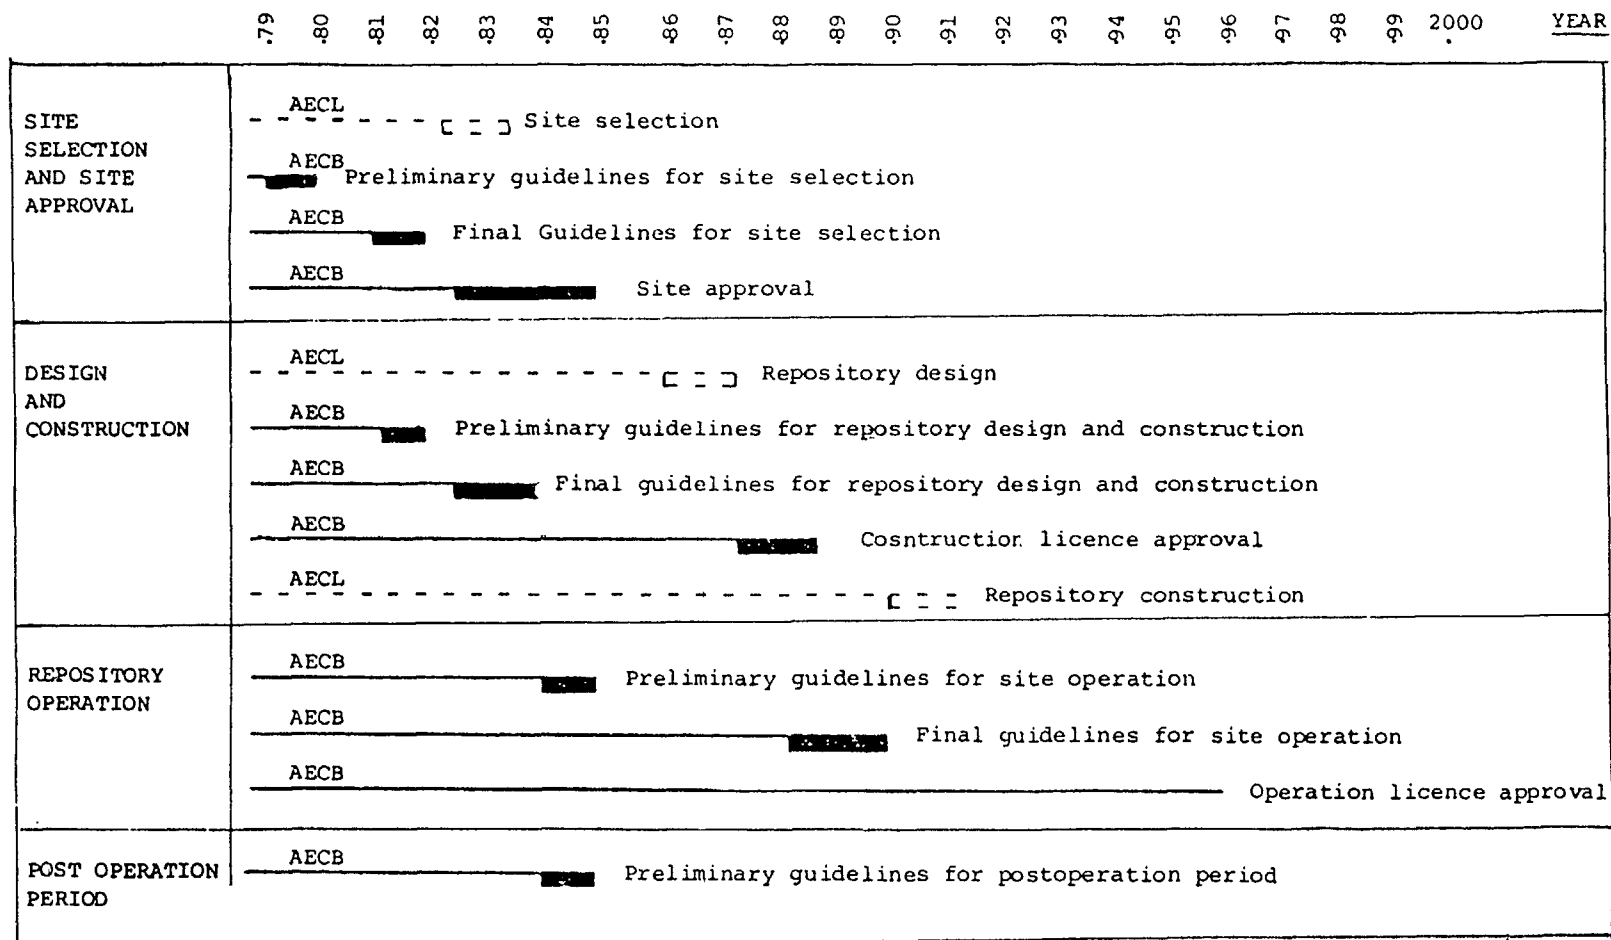 .79 .80 .81 .82 .83 .84 .85 .86 .87 .88 .89 .90 .91 .92 .93 .94 .95 .96 .97 .98 .99 2000 YEAR
SITE
SELECTION
AND SITE
APPROVAL
AECL
Site selection
AECB
Preliminary guidelines for site selection
AECB
Final Guidelines for site selection
AECB
Site approval
DESIGN
AND
CONSTRUCTION
AECL
Repository design
AECB
Preliminary guidelines for repository design and construction
AECB
Final guidelines for repository design and construction
AECB
Cosntruction licence approval
AECL
Repository construction
REPOSITORY
OPERATION
AECB
Preliminary guidelines for site operation
AECB
Final guidelines for site operation
AECB
Operation licence approval
POST OPERATION
PERIOD
AECB
Preliminary guidelines for postoperation period